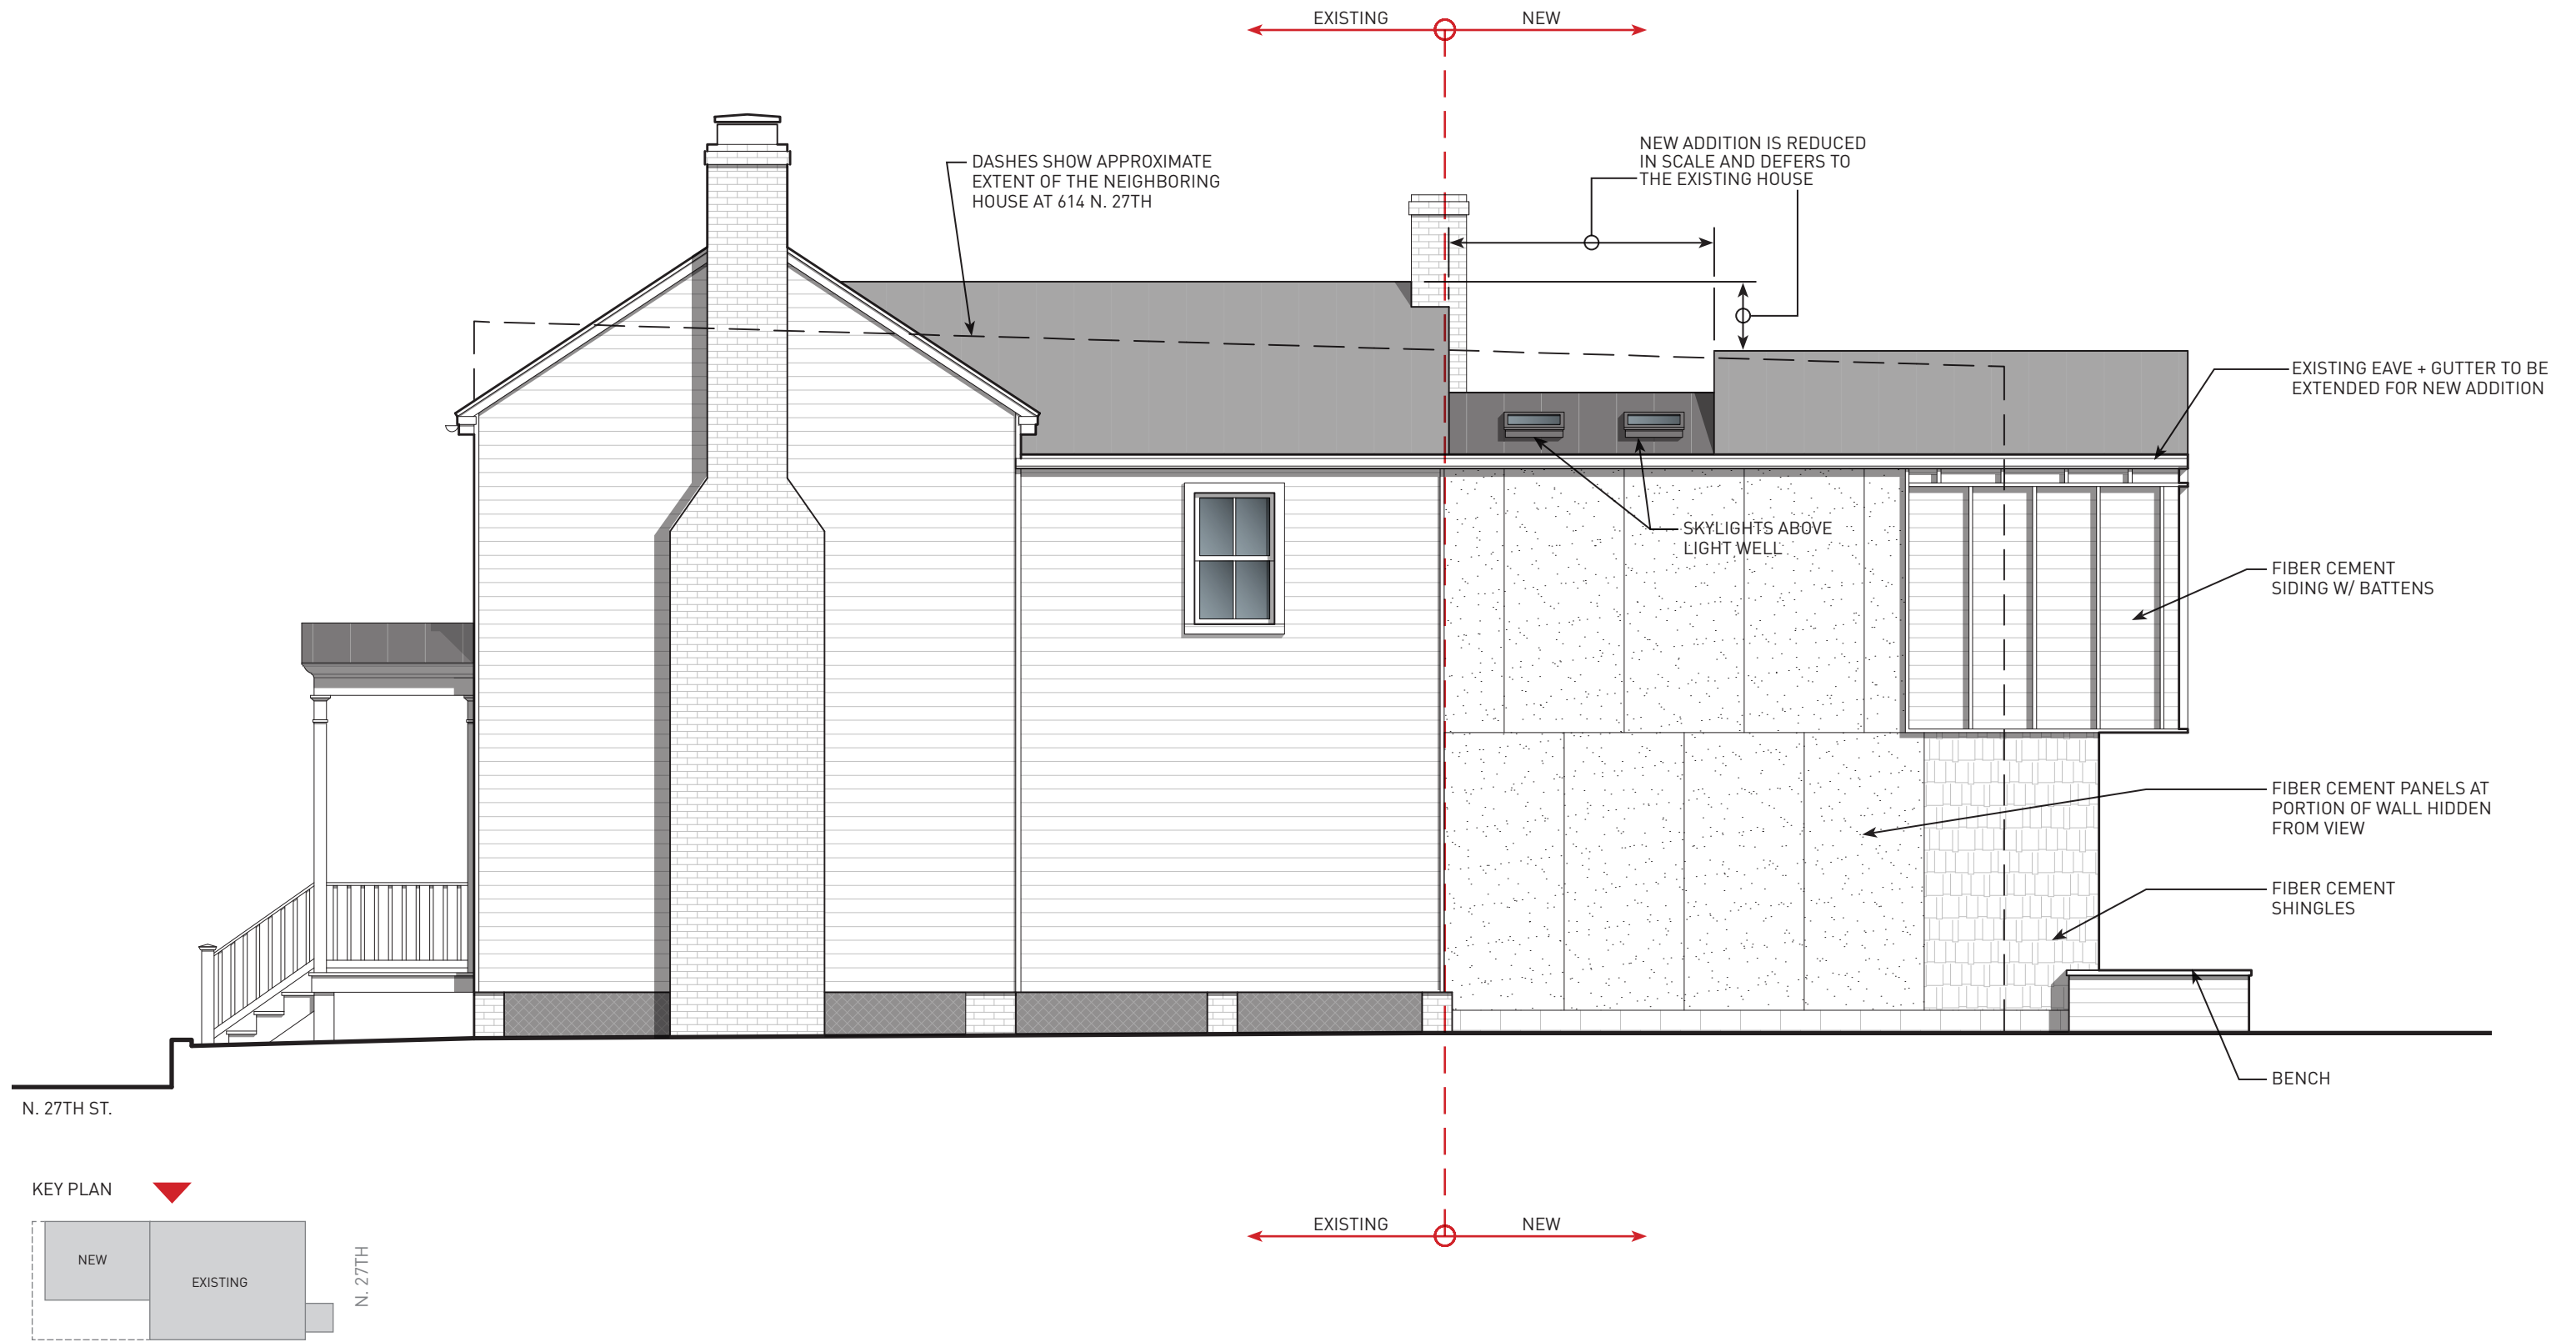 EXISTING
NEW
DASHES SHOW APPROXIMATE
EXTENT OF THE NEIGHBORING
HOUSE AT 614 N. 27TH
NEW ADDITION IS REDUCED
IN SCALE AND DEFERS TO
THE EXISTING HOUSE
EXISTING EAVE + GUTTER TO BE
EXTENDED FOR NEW ADDITION
SKYLIGHTS ABOVE
LIGHT WELL
FIBER CEMENT
SIDING W/ BATTENS
FIBER CEMENT PANELS AT
PORTION OF WALL HIDDEN
FROM VIEW
FIBER CEMENT
SHINGLES
BENCH
N. 27TH ST.
KEY PLAN
NEW
EXISTING
N. 27TH
EXISTING
NEW